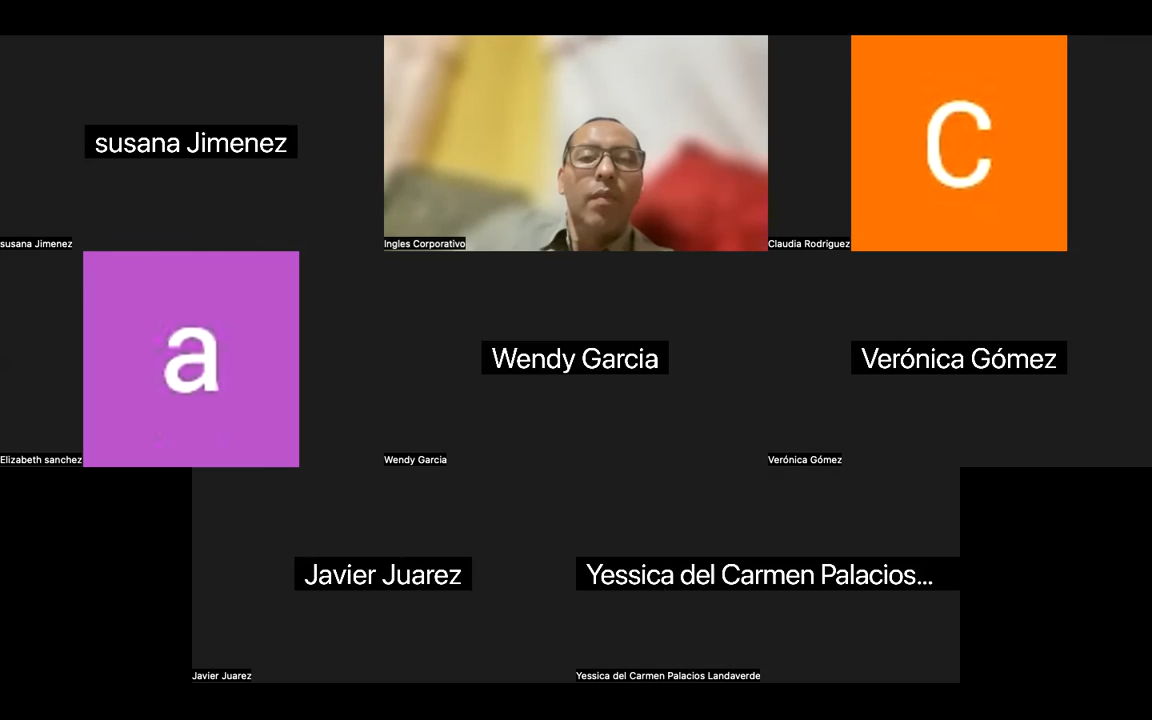 susana Jimenez
susana Jimenez
Ingles Corporativo
C
Claudia Rodriguez
a
Elizabeth sanchez
Wendy Garcia
Wendy Garcia
Verónica Gómez
Verónica Gómez
Javier Juarez
Javier Juarez
Yessica del Carmen Palacios...
Yessica del Carmen Palacios Landaverde